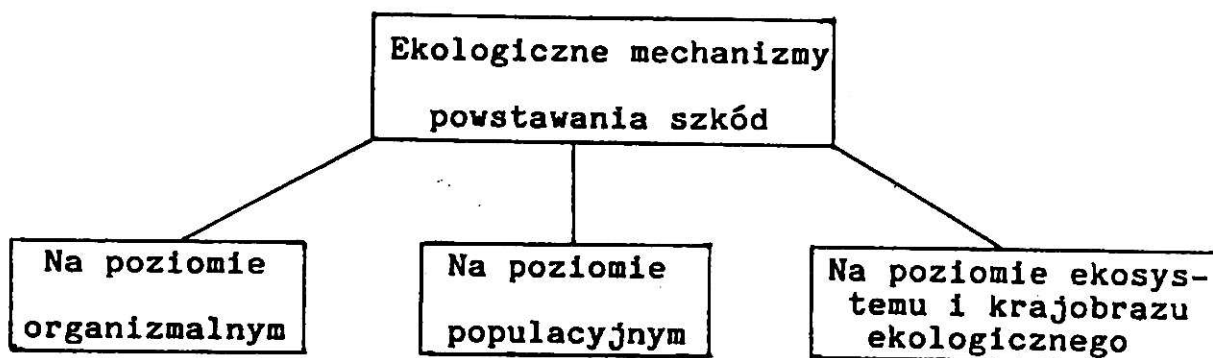 Ekologiczne mechanizmy
powstawania szkód
Na poziomie
organizmalnym
Na poziomie
populacyjnym
Na poziomie ekosys-
temu i krajobrazu
ekologicznego